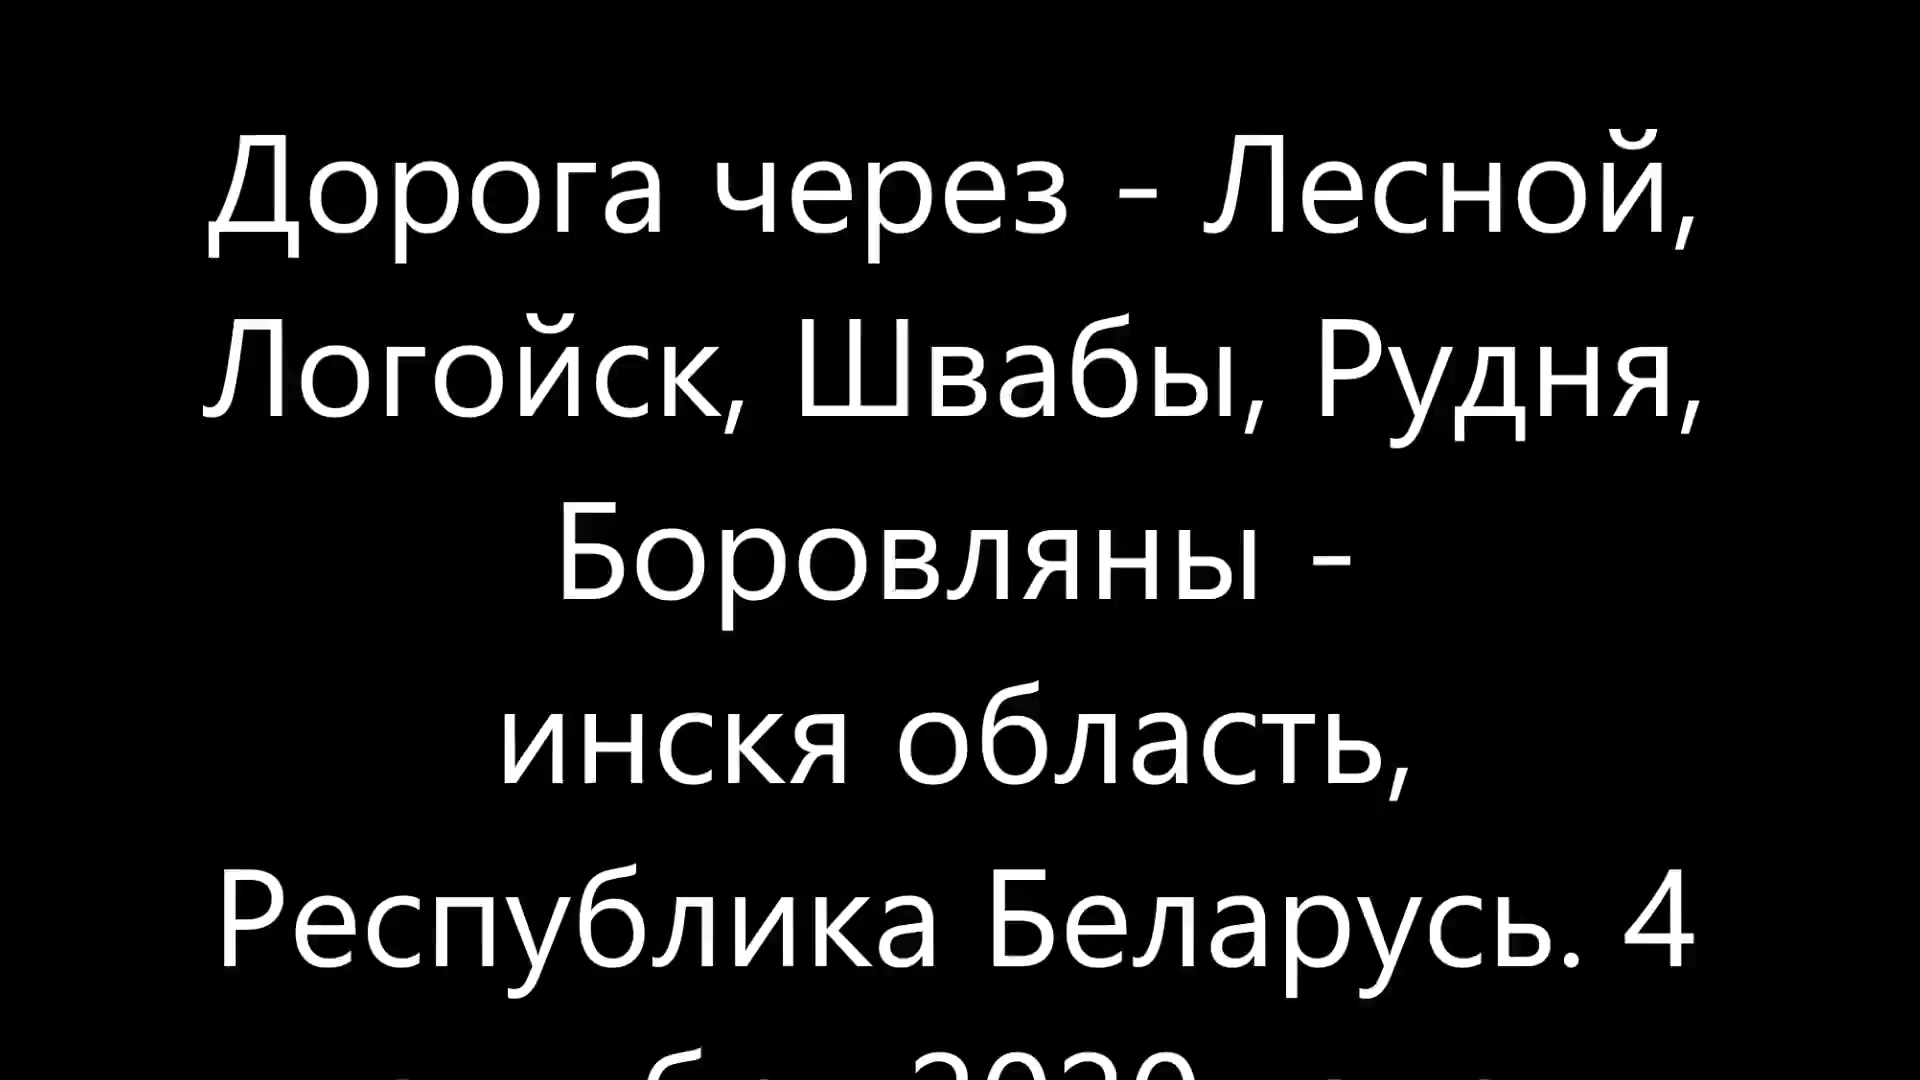 Дорога через - Лесной,
Логойск, Швабы, Рудня,
Боровляны -
инскя область,
Республика Беларусь. 4